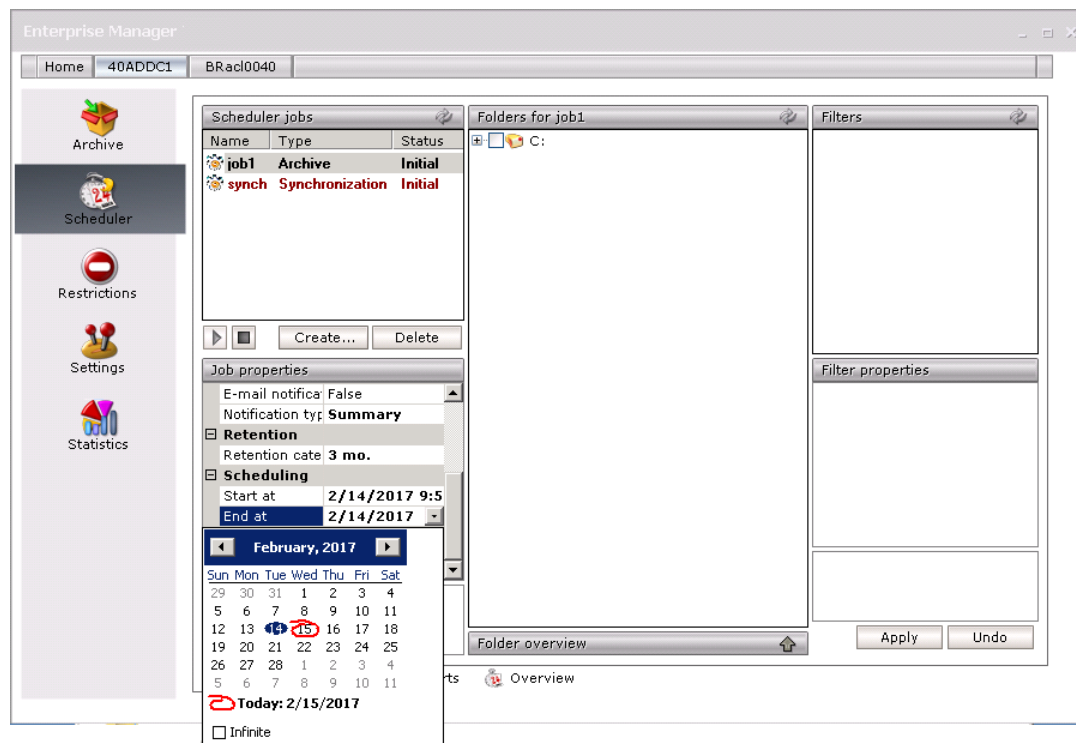 Enterprise Manager
Home 40ADDC1 BRacl0040
Archive
Scheduler
Restrictions
Settings
Statistics
Scheduler jobs
Name Type Status
job1 Archive Initial
synch Synchronization Initial
Create... Delete
Job properties
E-mail notificat False
Notification typ Summary
Retention
Retention cate 3 mo.
Scheduling
Start at 2/14/2017 9:5
End at 2/14/2017
February, 2017
Sun Mon Tue Wed Thu Fri Sat
29 30 31 1 2 3 4
5 6 7 8 9 10 11
12 13 14 15 16 17 18
19 20 21 22 23 24 25
26 27 28 1 2 3 4
5 6 7 8 9 10 11
Today: 2/15/2017
Infinite
Folders for job1
C:
Folder overview
rts Overview
Filters
Filter properties
Apply Undo